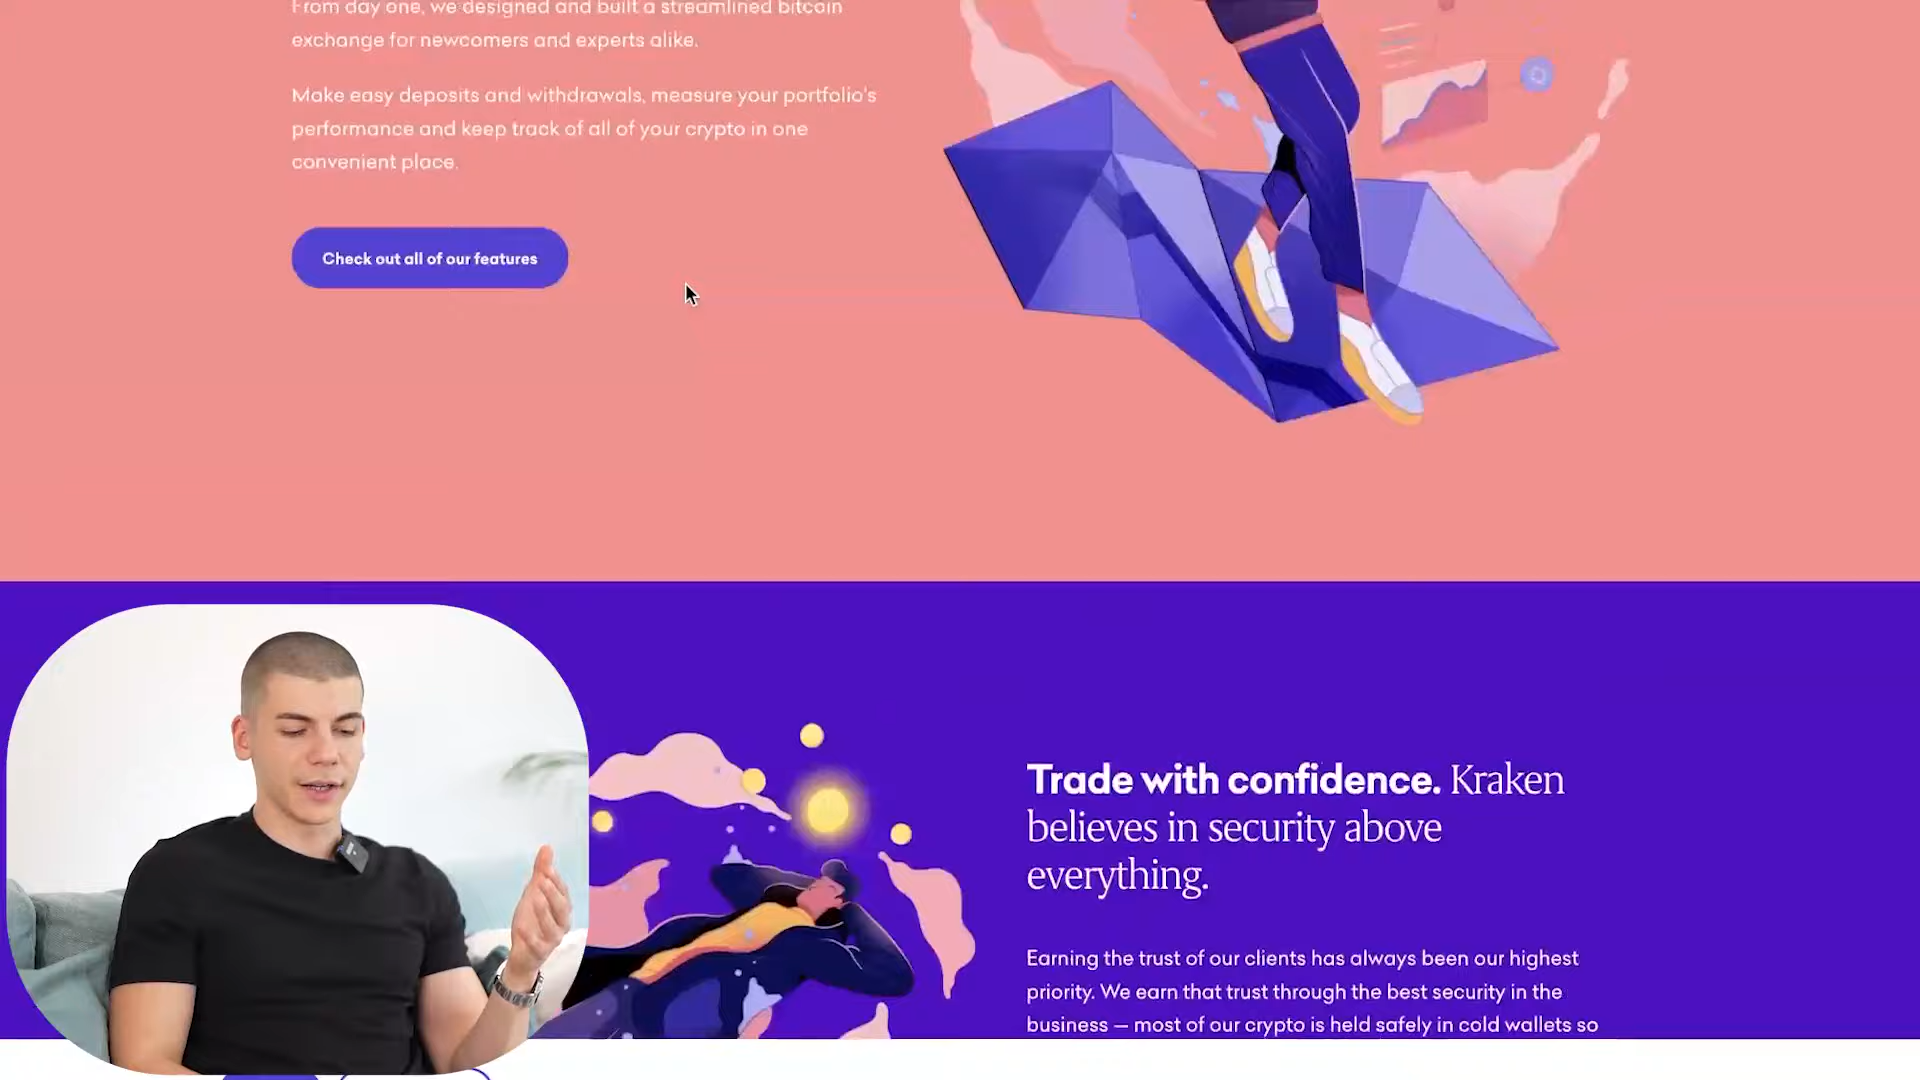 From day one, we designed and built a streamlined bitcoin
exchange for newcomers and experts alike.
Make easy deposits and withdrawals, measure your portfolio's
performance and keep track of all of your crypto in one
convenient place.
Check out all of our features
Trade with confidence. Kraken
believes in security above
everything.
Earning the trust of our clients has always been our highest
priority. We earn that trust through the best security in the
business — most of our crypto is held safely in cold wallets so